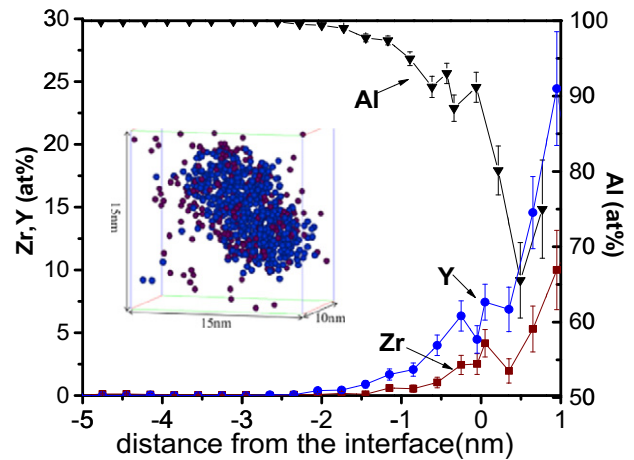 30
25
20
15
10
5
0
Zr,Y (at%)
100
90
80
70
60
50
Al (at%)
Al
15nm
15nm
10nm
Y
Zr
-5 -4 -3 -2 -1 0 1
distance from the interface(nm)